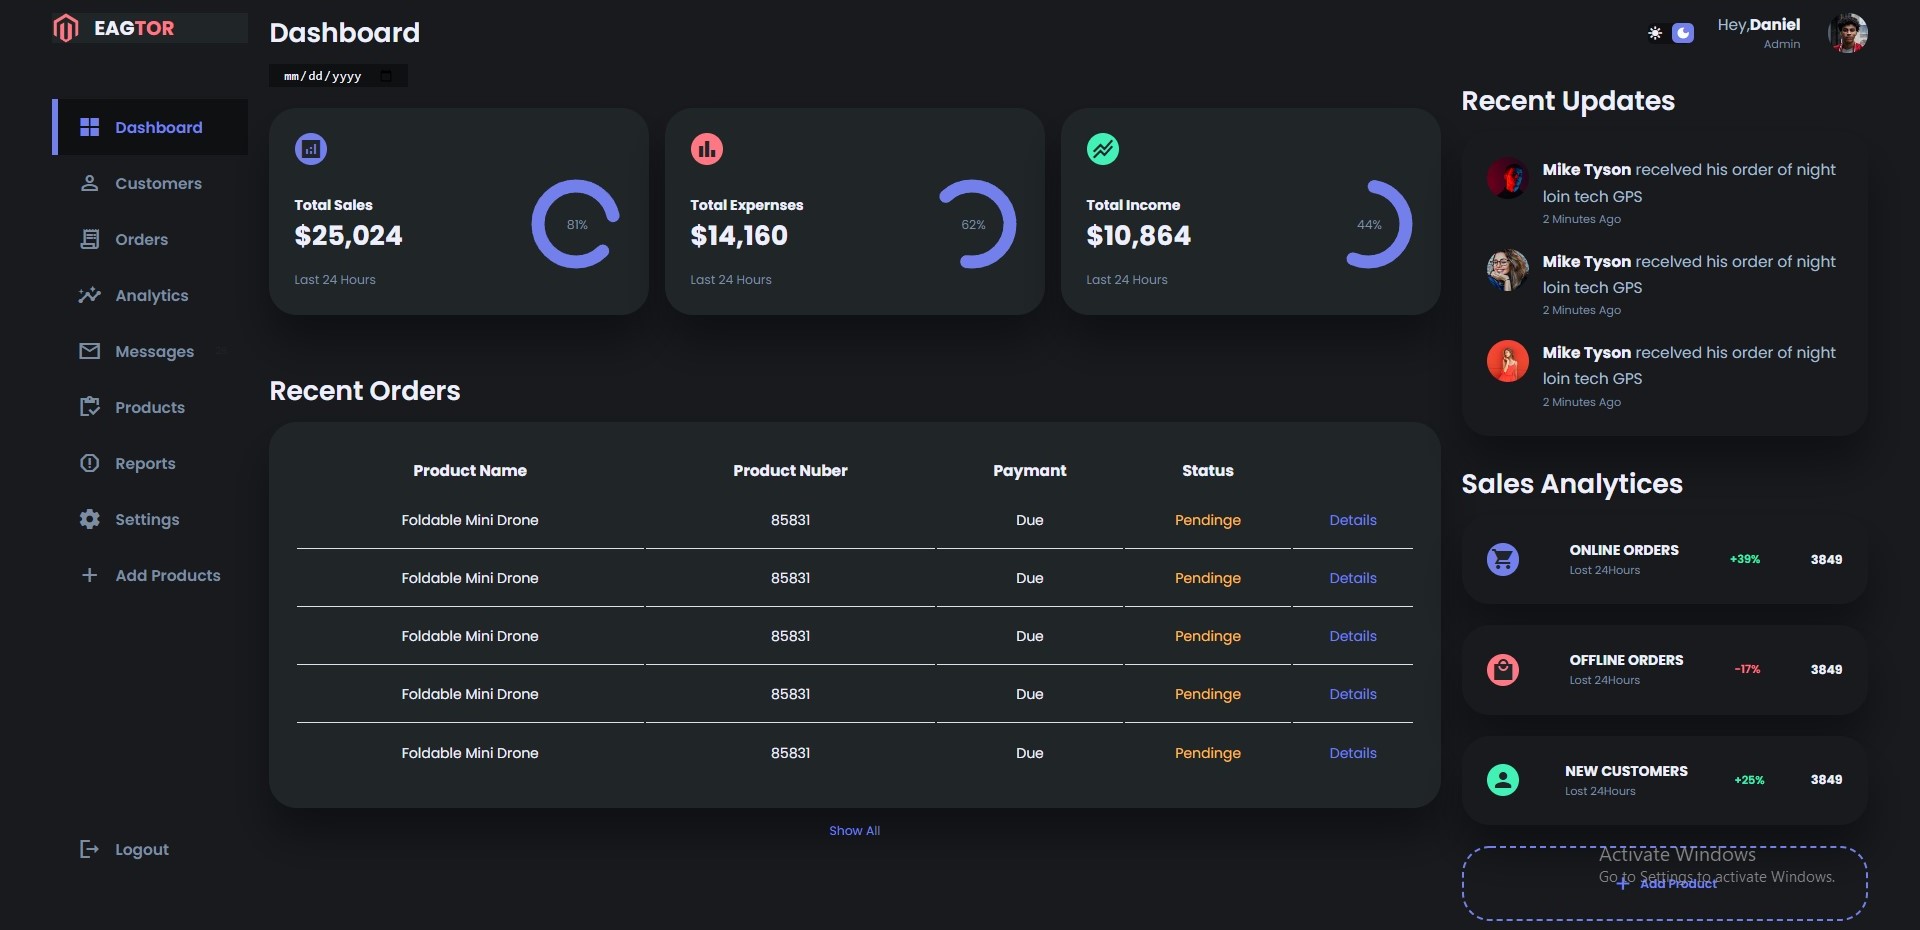 EAGTOR
Dashboard
Customers
Orders
Analytics
Messages
Products
Reports
Settings
Add Products
Logout
Dashboard
mm/dd/yyyy
Total Sales
$25,024
81%
Last 24 Hours
Total Expernses
$14,160
62%
Last 24 Hours
Total Income
$10,864
44%
Last 24 Hours
Recent Orders
Product Name Product Nuber Paymant Status
Foldable Mini Drone 85831 Due Pendinge Details
Foldable Mini Drone 85831 Due Pendinge Details
Foldable Mini Drone 85831 Due Pendinge Details
Foldable Mini Drone 85831 Due Pendinge Details
Foldable Mini Drone 85831 Due Pendinge Details
Show All
Hey,Daniel
Admin
Recent Updates
Mike Tyson received his order of night
loin tech GPS
2 Minutes Ago
Mike Tyson received his order of night
loin tech GPS
2 Minutes Ago
Mike Tyson received his order of night
loin tech GPS
2 Minutes Ago
Sales Analytices
ONLINE ORDERS +39% 3849
Lost 24Hours
OFFLINE ORDERS -17% 3849
Lost 24Hours
NEW CUSTOMERS +25% 3849
Lost 24Hours
Add Product
Activate Windows
Go to Settings to activate Windows.